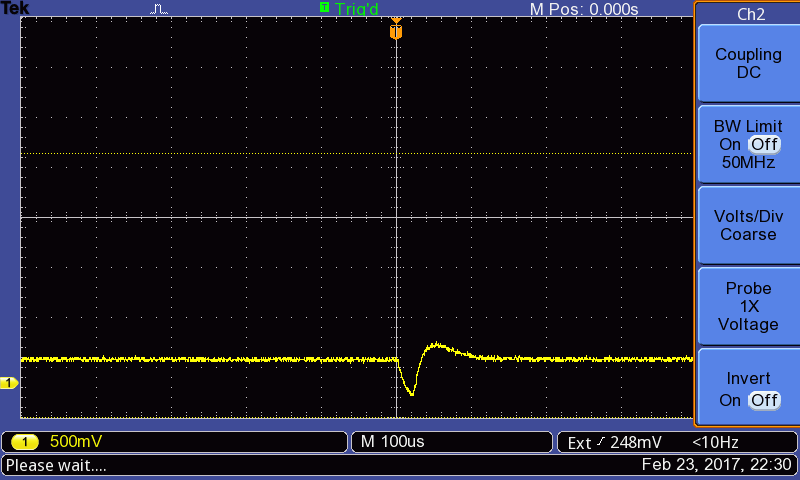 Tek
T Trig'd
M Pos: 0.000s
T
1
Ch2
Coupling
DC
BW Limit
On Off
50MHz
Volts/Div
Coarse
Probe
1X
Voltage
Invert
On Off
1 500mV
M 100us
Ext 248mV <10Hz
Please wait....
Feb 23, 2017, 22:30